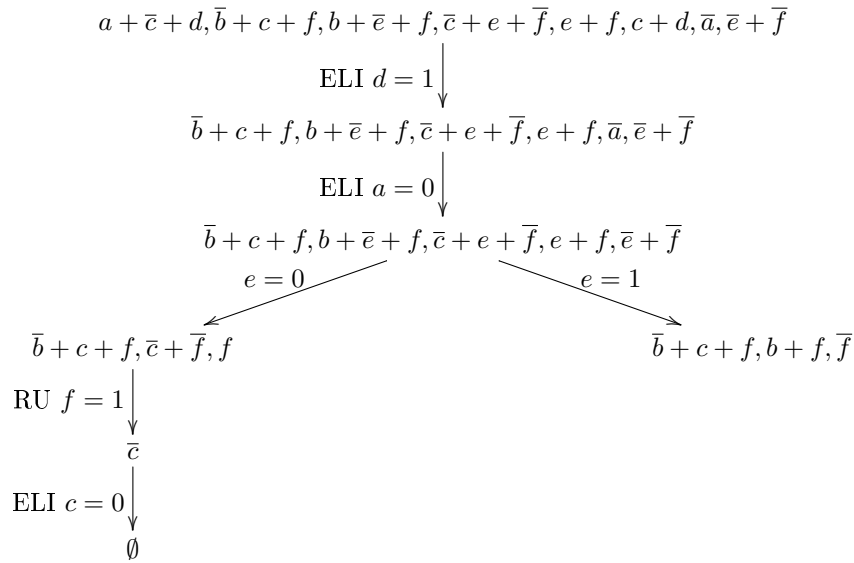 a + c̅ + d, b̅ + c + f, b + e̅ + f, c̅ + e + f̅, e + f, c + d, a̅, e̅ + f̅
ELI d = 1
b̅ + c + f, b + e̅ + f, c̅ + e + f̅, e + f, a̅, e̅ + f̅
ELI a = 0
b̅ + c + f, b + e̅ + f, c̅ + e + f̅, e + f, e̅ + f̅
e = 0 e = 1
b̅ + c + f, c̅ + f̅, f b̅ + c + f, b + f, f̅
RU f = 1
c̅
ELI c = 0
∅